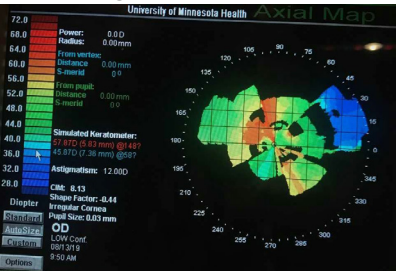 University of Minnesota Health
Axial Map
72.0
68.0
64.0
60.0
56.0
52.0
48.0
44.0
40.0
36.0
32.0
28.0
Diopter
Standard
AutoSize
Custom
Options
Power: 0.0 D
Radius: 0.00 mm
From vertex:
Distance 0.00 mm
S-merid 0 º
From pupil:
Distance 0.00 mm
S-merid 0 º
Simulated Keratometer:
57.87D (5.83 mm) @148?
45.87D (7.36 mm) @58?
Astigmatism: 12.00D
CIM: 8.13
Shape Factor: -0.44
Irregular Cornea
Pupil Size: 0.03 mm
OD
LOW Conf.
08/13/19
9:50 AM
105
90
75
120
60
135
45
150
30
165
15
180
0
195
345
210
330
225
315
240
300
255
270
285